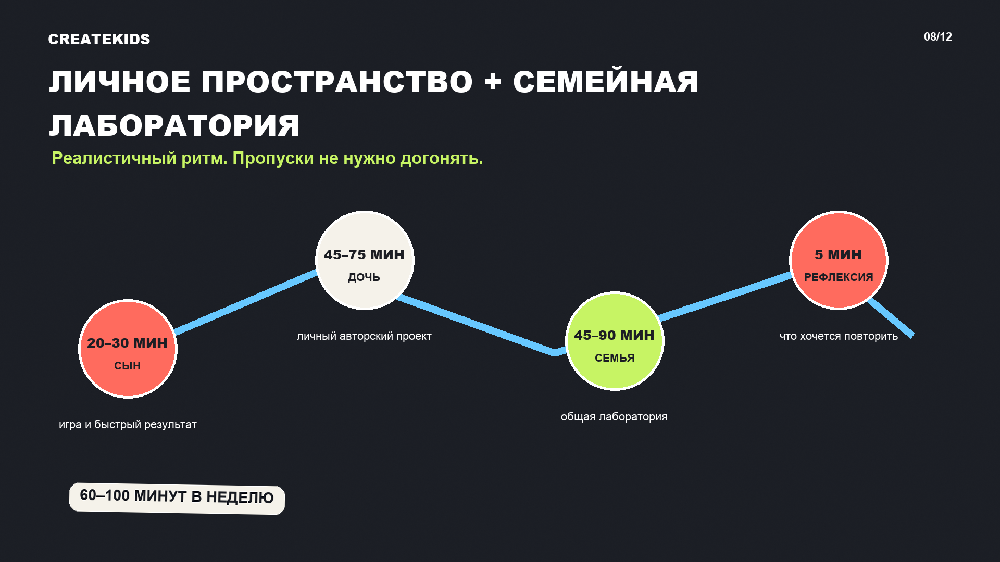 CREATEKIDS
08/12
ЛИЧНОЕ ПРОСТРАНСТВО + СЕМЕЙНАЯ
ЛАБОРАТОРИЯ
Реалистичный ритм. Пропуски не нужно догонять.
20–30 МИН
СЫН
игра и быстрый результат
45–75 МИН
ДОЧЬ
личный авторский проект
45–90 МИН
СЕМЬЯ
общая лаборатория
5 МИН
РЕФЛЕКСИЯ
что хочется повторить
60–100 МИНУТ В НЕДЕЛЮ